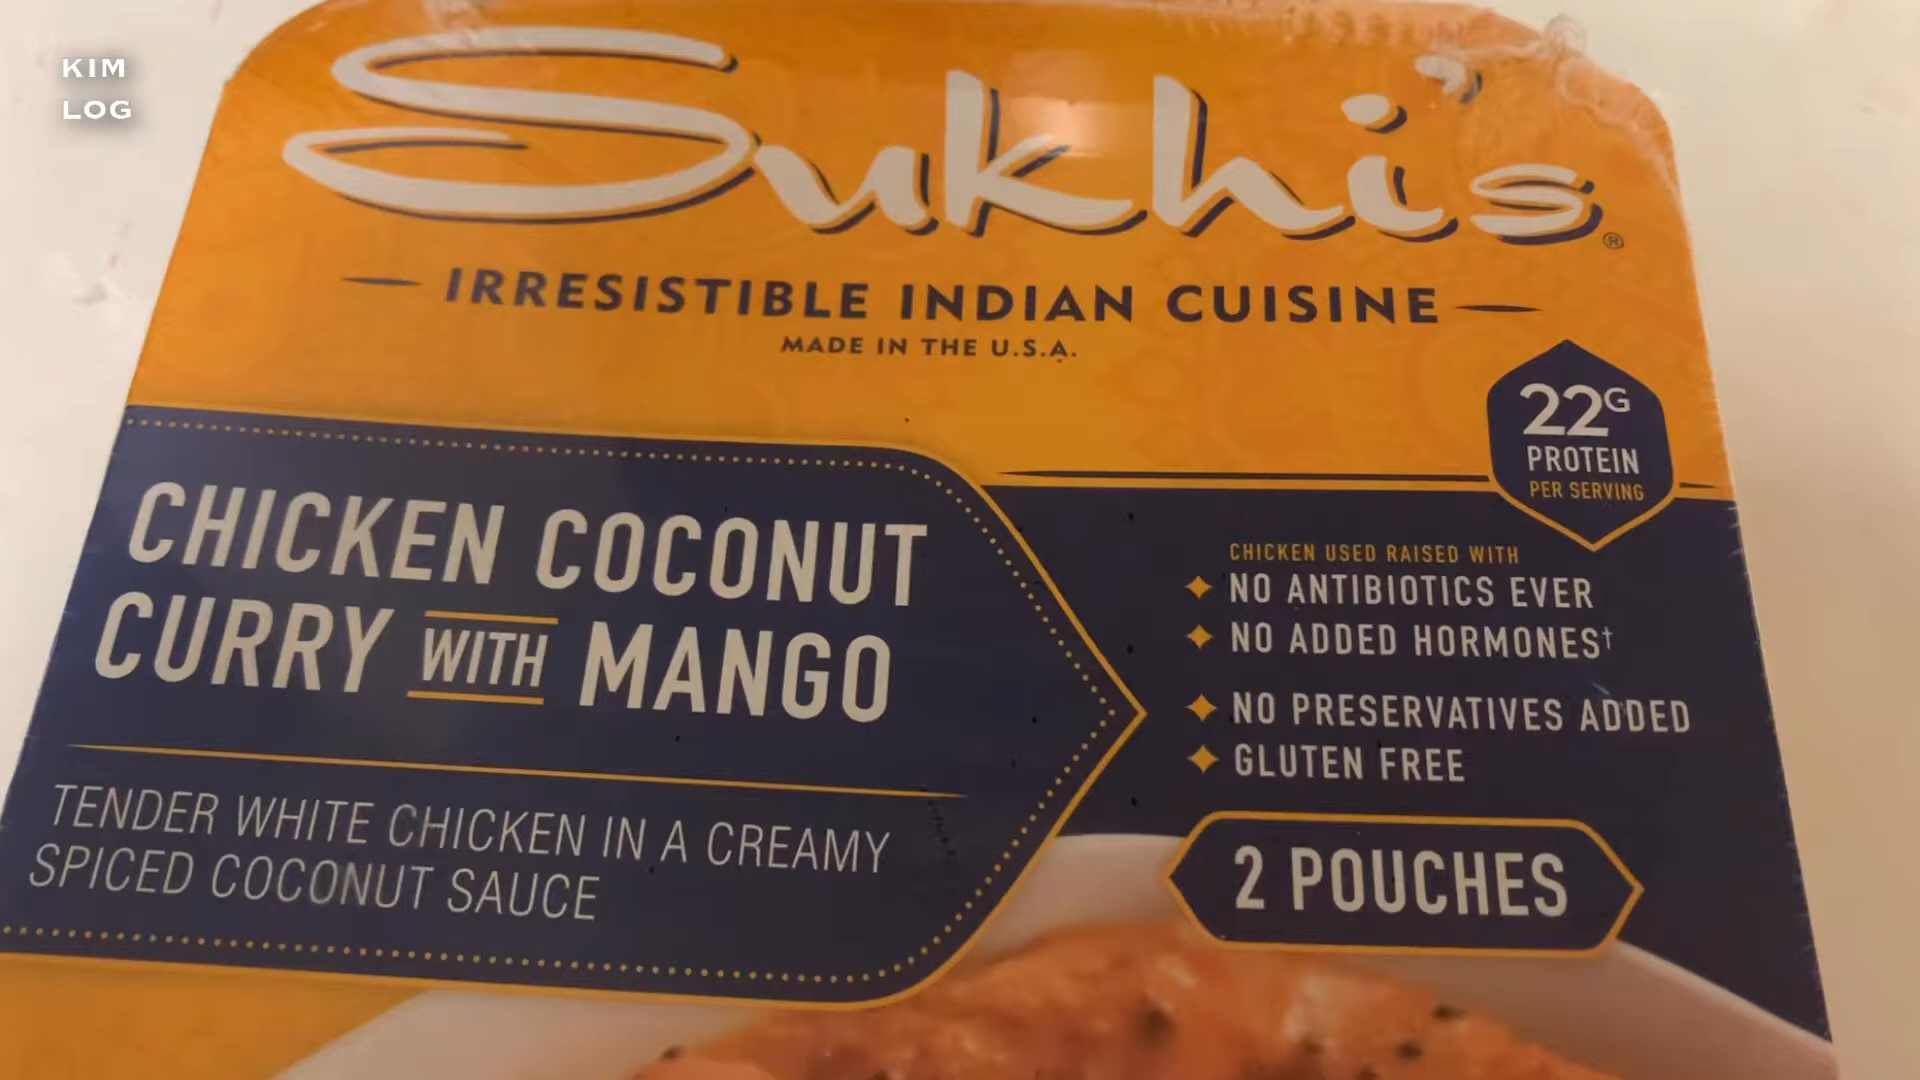 KIM
LOG
Sukhi's®
IRRESISTIBLE INDIAN CUISINE
MADE IN THE U.S.A.
22G
PROTEIN
PER SERVING
CHICKEN COCONUT
CURRY WITH MANGO
TENDER WHITE CHICKEN IN A CREAMY
SPICED COCONUT SAUCE
CHICKEN USED RAISED WITH
NO ANTIBIOTICS EVER
NO ADDED HORMONES†
NO PRESERVATIVES ADDED
GLUTEN FREE
2 POUCHES